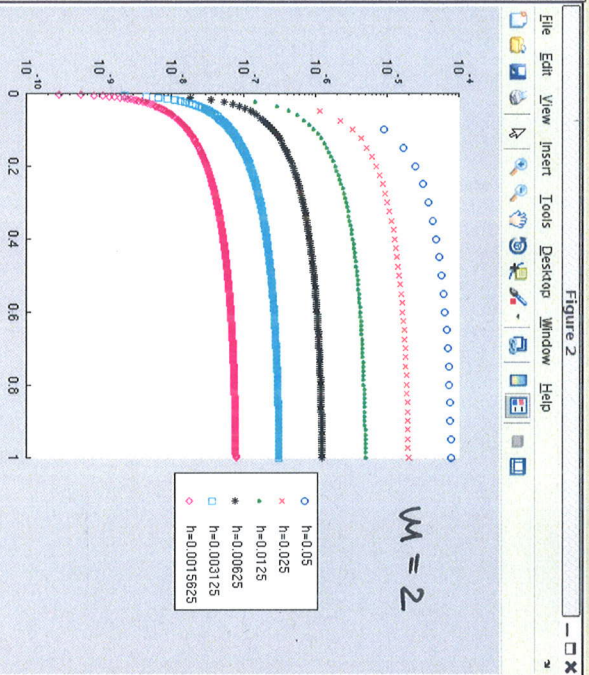 Figure 2
File Edit View Insert Tools Desktop Window Help
10^-4
10^-5
10^-6
10^-7
10^-8
10^-9
10^-10
0 0.2 0.4 0.6 0.8 1
h=0.05
h=0.025
h=0.0125
h=0.00625
h=0.003125
h=0.0015625
m = 2